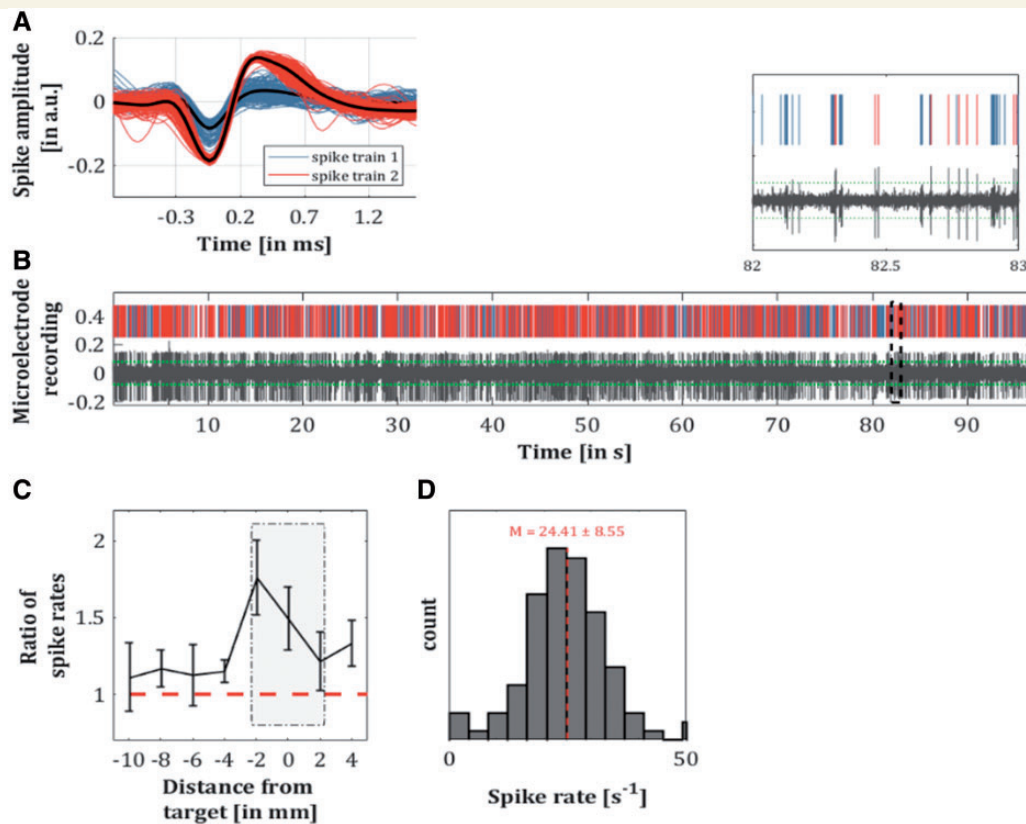 A
Spike amplitude
[in a.u.]
0.2
0
-0.2
spike train 1
spike train 2
-0.3 0.2 0.7 1.2
Time [in ms]
82 82.5 83
B
Microelectrode
recording
0.4
0.2
0
-0.2
10 20 30 40 50 60 70 80 90
Time [in s]
C
Ratio of
spike rates
2
1.5
1
-10 -8 -6 -4 -2 0 2 4
Distance from
target [in mm]
D
M = 24.41 ± 8.55
count
0 50
Spike rate [s⁻¹]